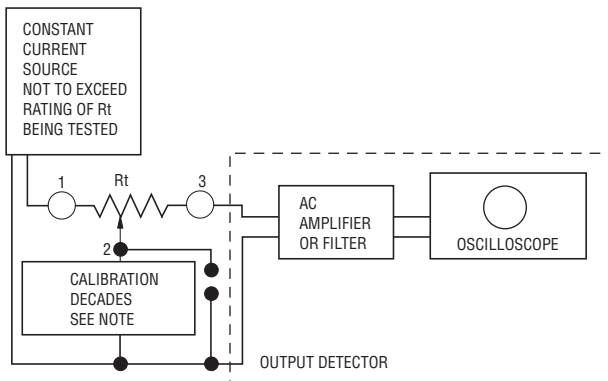 CONSTANT
CURRENT
SOURCE
NOT TO EXCEED
RATING OF Rt
BEING TESTED
1
Rt
3
2
CALIBRATION
DECADES
SEE NOTE
AC
AMPLIFIER
OR FILTER
OSCILLOSCOPE
OUTPUT DETECTOR